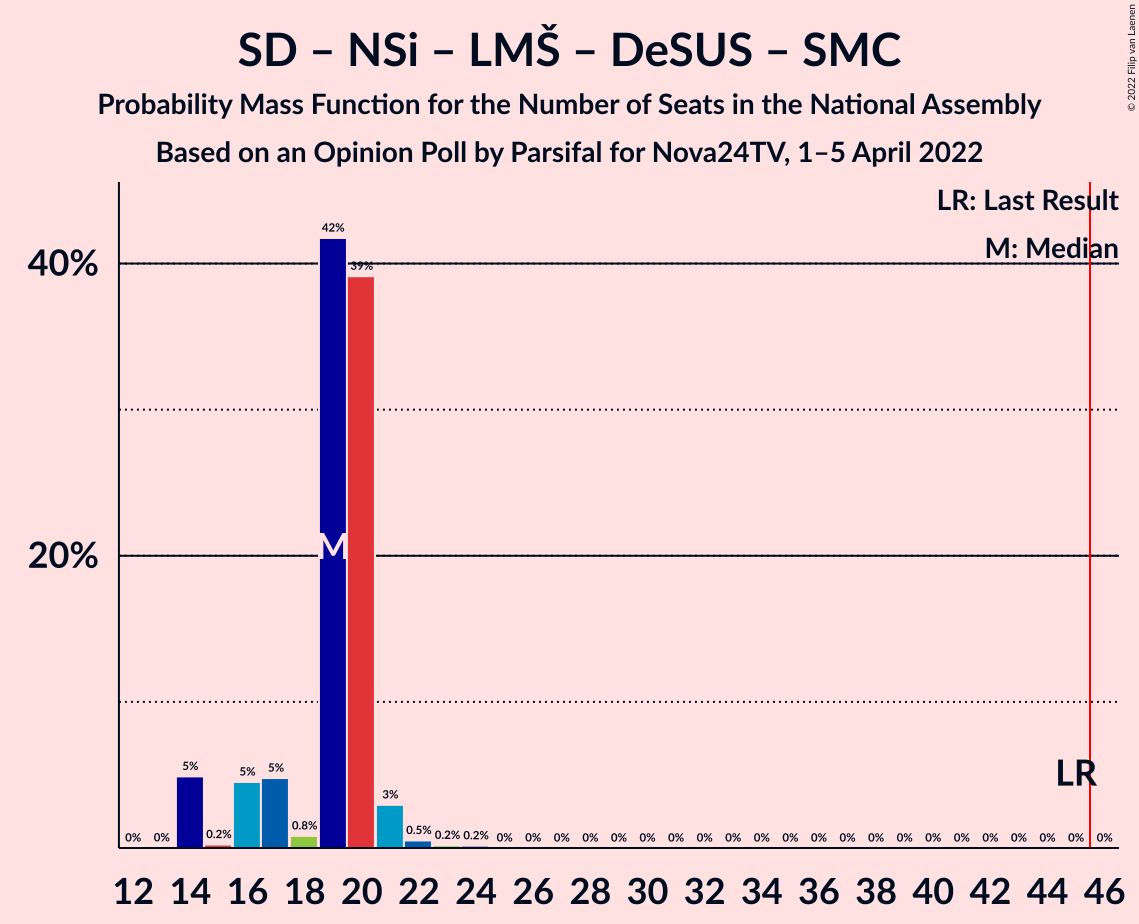 SD – NSi – LMŠ – DeSUS – SMC
Probability Mass Function for the Number of Seats in the National Assembly
Based on an Opinion Poll by Parsifal for Nova24TV, 1–5 April 2022
© 2022 Filip van Laenen
LR: Last Result
M: Median
40%
20%
42%
39%
M
LR
0% 0% 5% 0.2% 5% 5% 0.8% 3% 0.5% 0.2% 0.2% 0% 0% 0% 0% 0% 0% 0% 0% 0% 0% 0% 0% 0% 0% 0% 0% 0% 0% 0% 0% 0% 0%
12 14 16 18 20 22 24 26 28 30 32 34 36 38 40 42 44 46